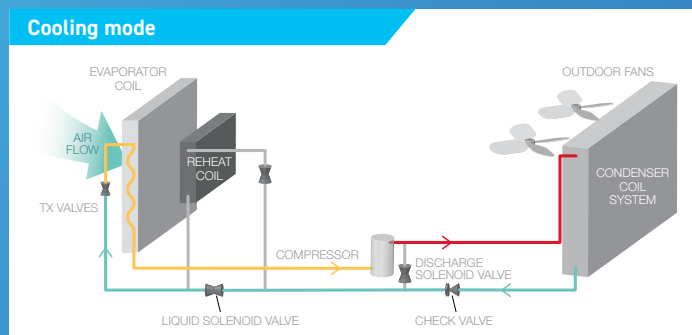 Cooling mode
EVAPORATOR
COIL
OUTDOOR FANS
AIR
FLOW
REHEAT
COIL
CONDENSER
COIL
SYSTEM
TX VALVES
COMPRESSOR
DISCHARGE
SOLENOID VALVE
LIQUID SOLENOID VALVE
CHECK VALVE